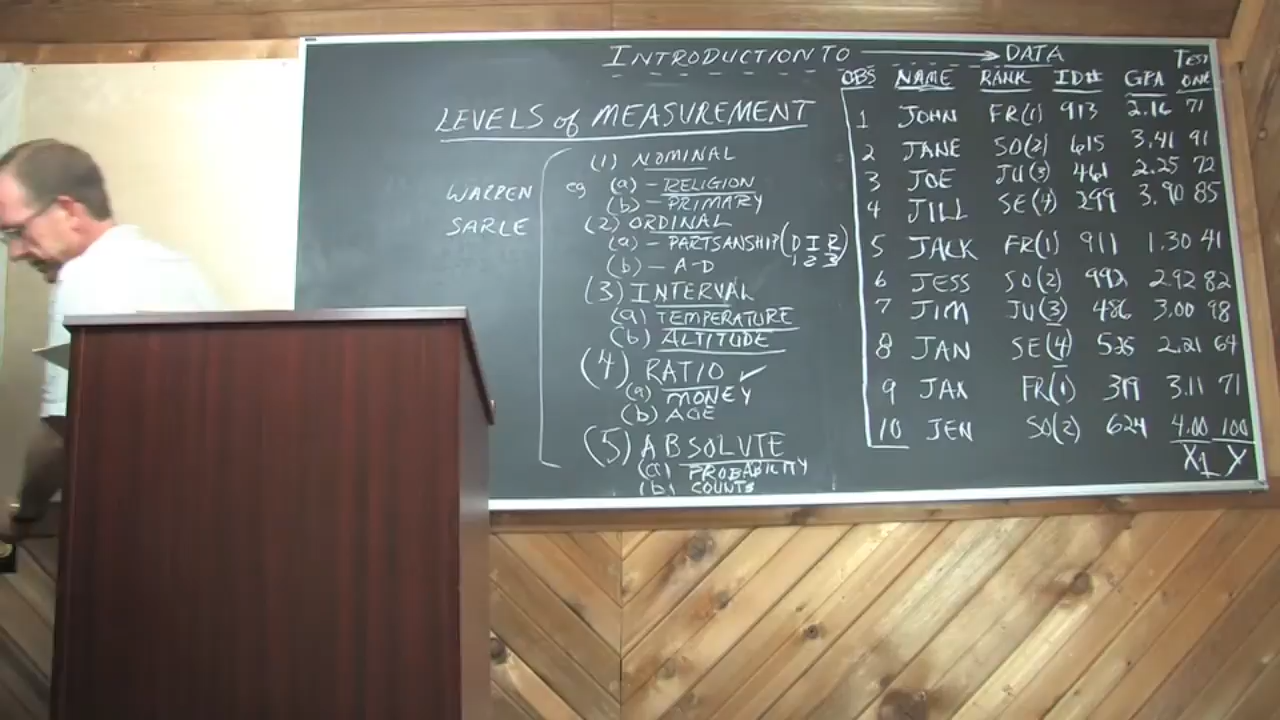 INTRODUCTION TO → DATA
LEVELS of MEASUREMENT
WARREN
SARLE
(1) NOMINAL
eg (a) - RELIGION
(b) - PRIMARY
(2) ORDINAL
(a) - PARTSANSHIP (D I R)
1 2 3
(b) - A-D
(3) INTERVAL
(a) TEMPERATURE
(b) ALTITUDE
(4) RATIO ✓
(a) MONEY
(b) AGE
(5) ABSOLUTE
(a) PROBABILITY
(b) COUNTS
OBS NAME RANK ID# GPA TEST ONE
1 JOHN FR(1) 913 2.16 71
2 JANE SO(2) 615 3.41 91
3 JOE JU(3) 461 2.25 72
4 JILL SE(4) 299 3.90 85
5 JACK FR(1) 911 1.30 41
6 JESS SO(2) 992 2.92 82
7 JIM JU(3) 486 3.00 98
8 JAN SE(4) 2.21 64
9 JAX FR(1) 3.11 71
10 JEN SO(2) 624 4.00 100
X1 Y